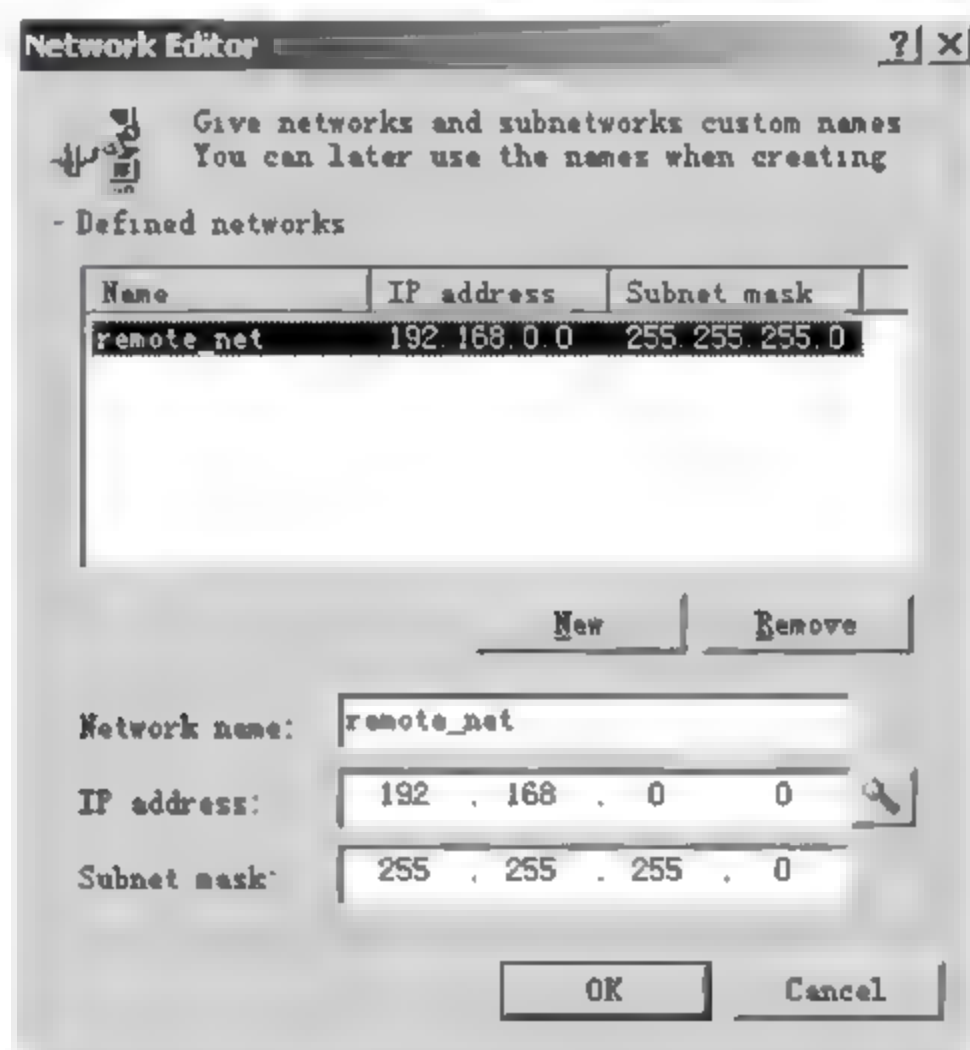 Network Editor
Give networks and subnetworks custom names
You can later use the names when creating
Defined networks
Name IP address Subnet mask
remote_net 192.168.0.0 255.255.255.0
New Remove
Network name: remote_net
IP address: 192 . 168 . 0 0
Subnet mask: 255 . 255 . 255 . 0
OK Cancel